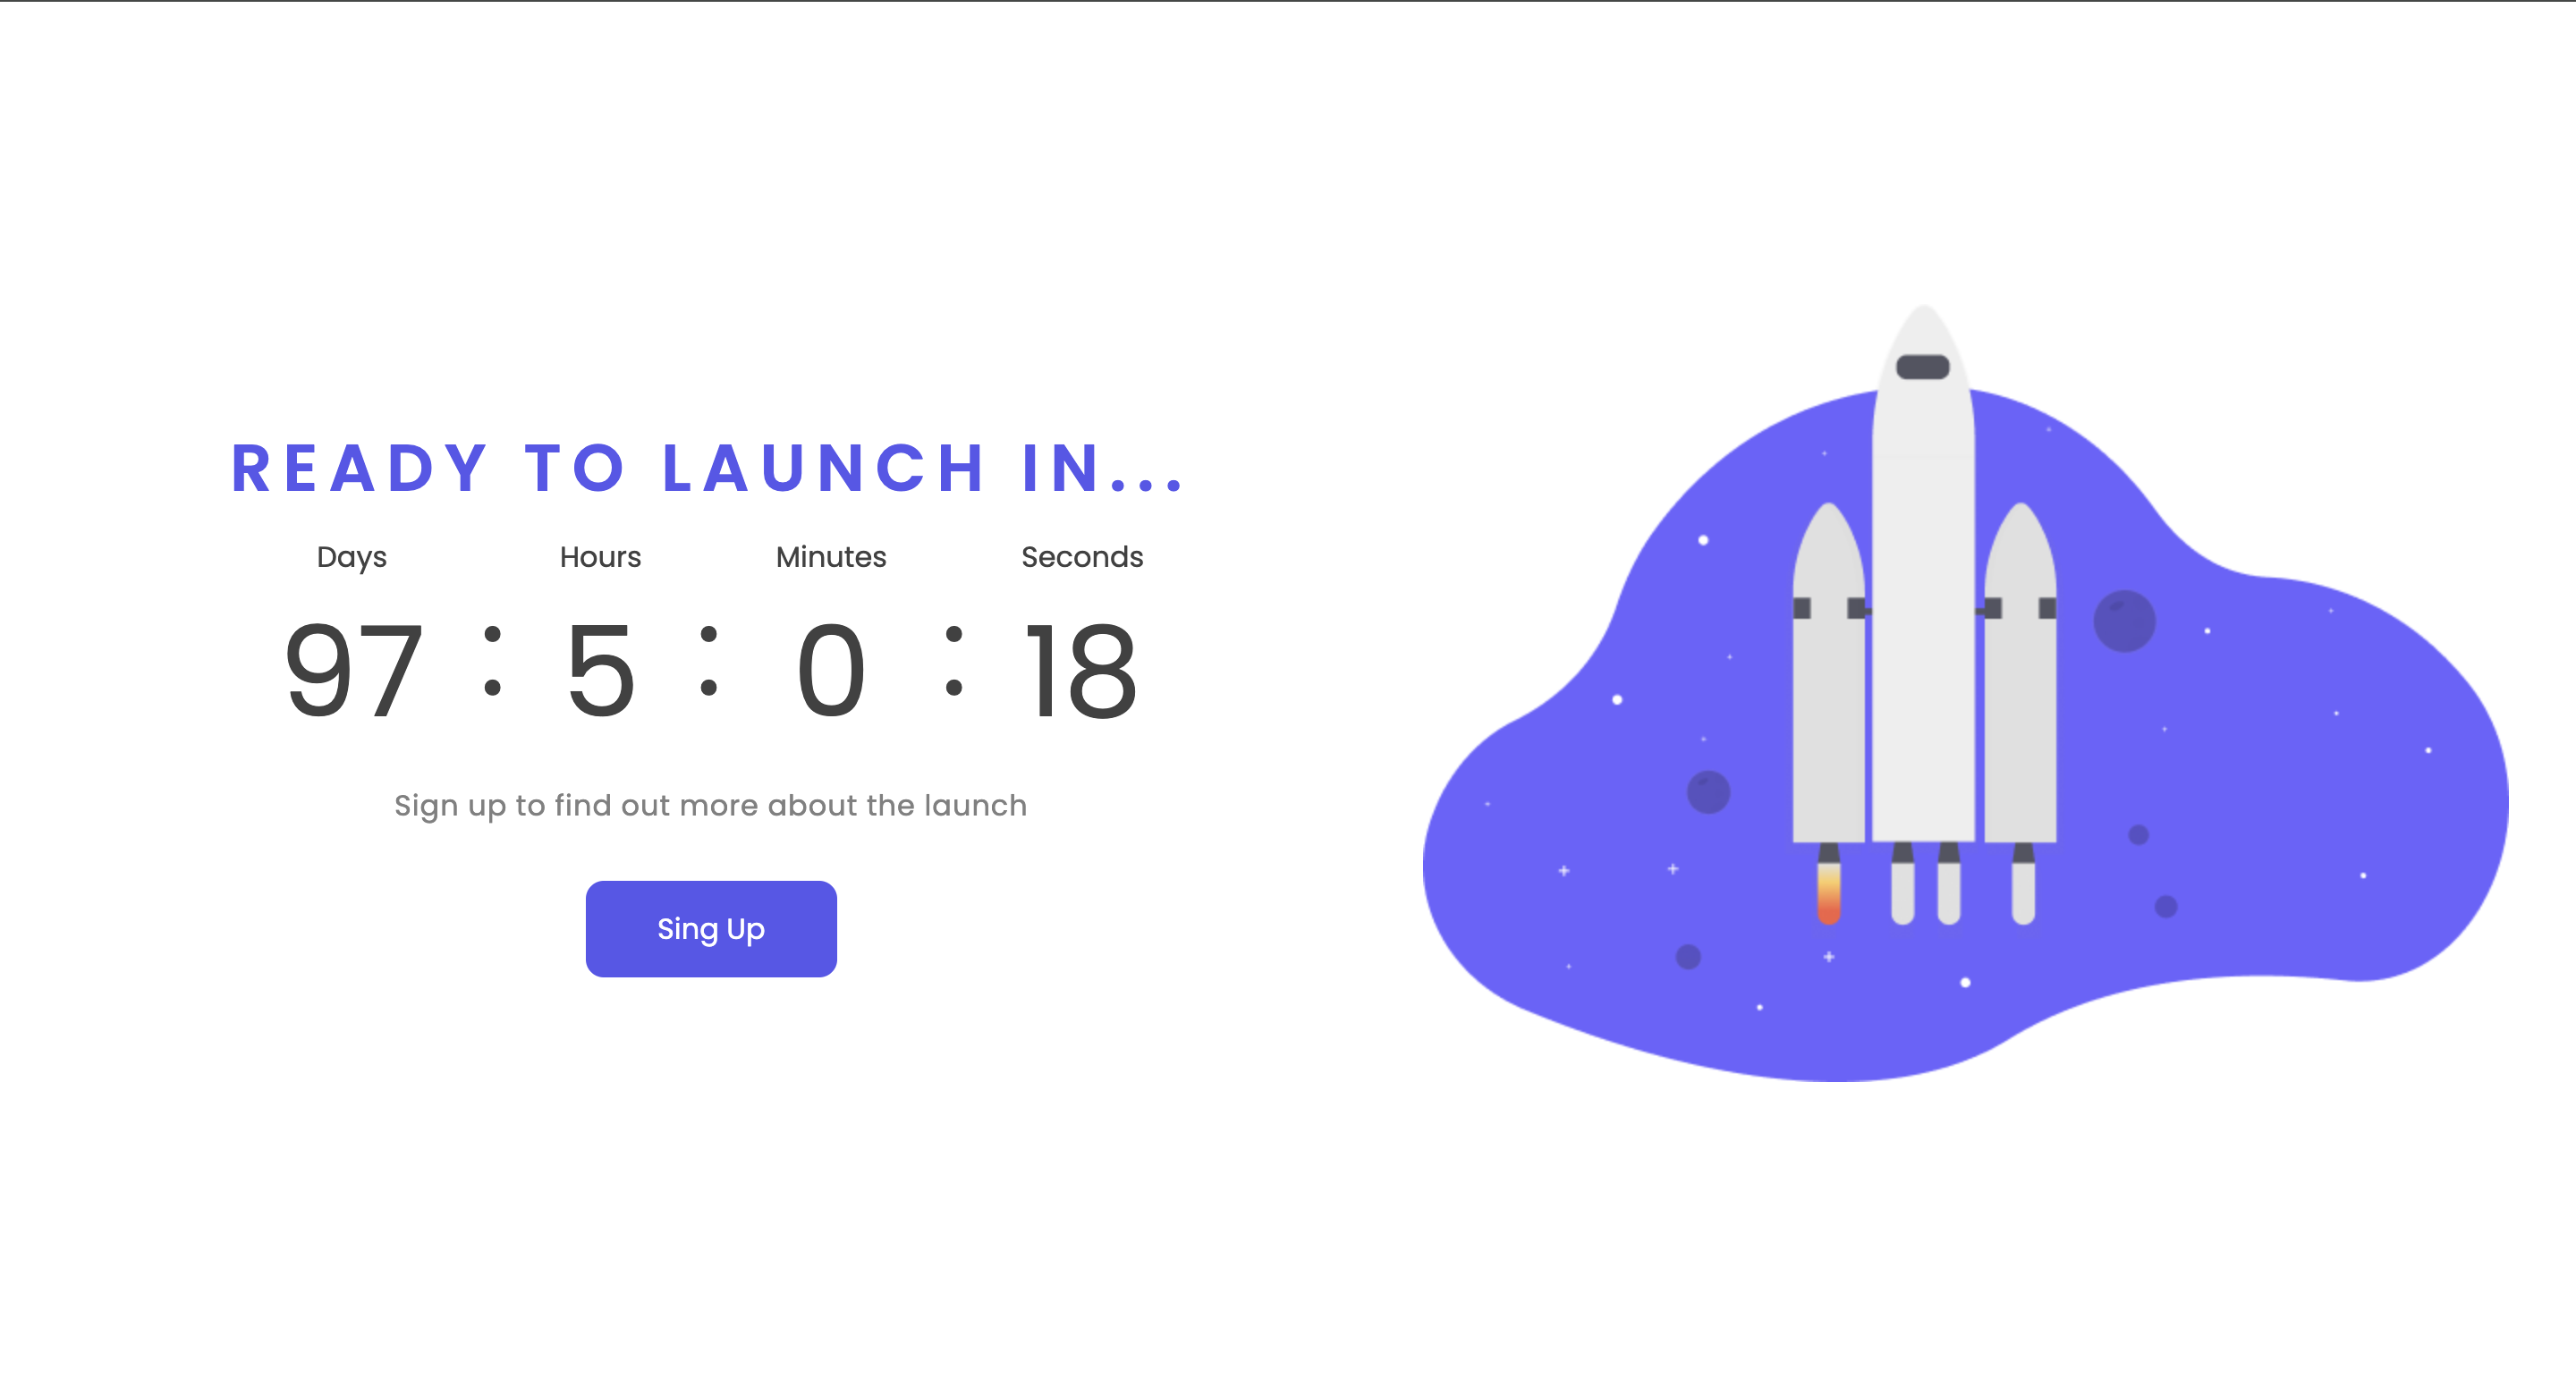 READY TO LAUNCH IN...
Days Hours Minutes Seconds
97 : 5 : 0 : 18
Sign up to find out more about the launch
Sing Up